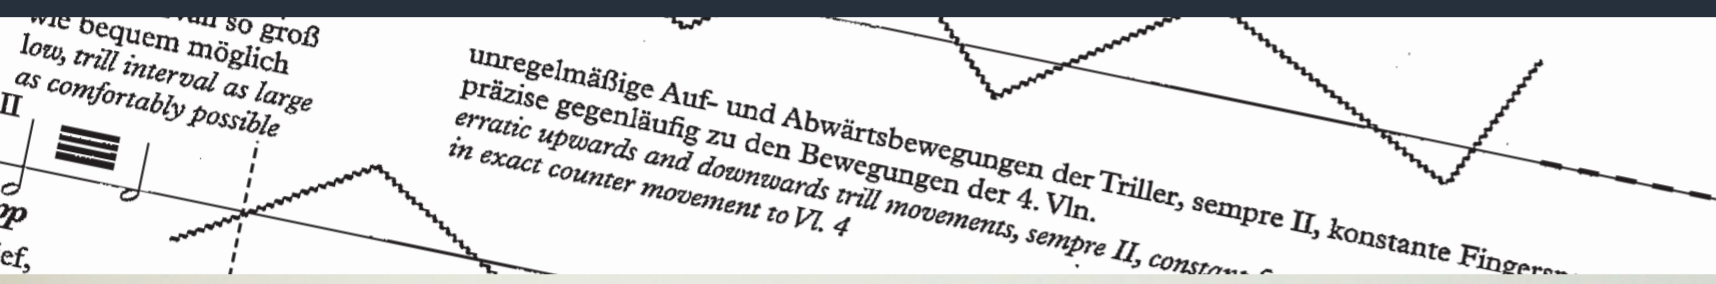 so groß
wie bequem möglich
low, trill interval as large
as comfortably possible
II
pp
unregelmäßige Auf- und Abwärtsbewegungen der Triller, sempre II, konstante
präzise gegenläufig zu den Bewegungen der 4. Vln.
erratic upwards and downwards trill movements, sempre II,
in exact counter movement to Vl. 4